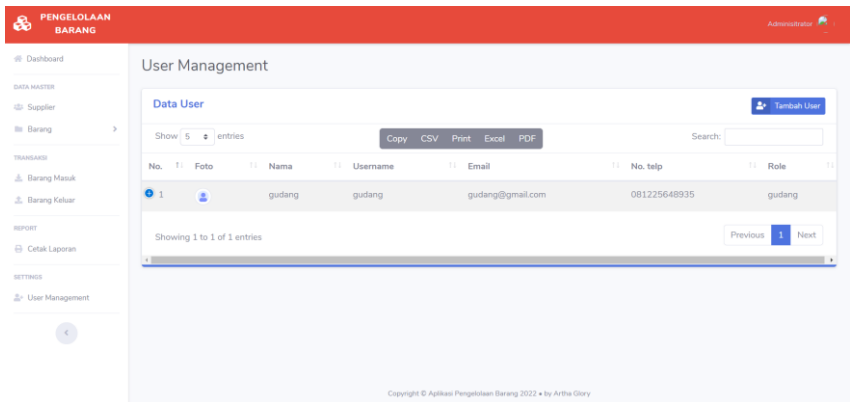 PENGELOLAAN
BARANG
Administrator
Dashboard
DATA MASTER
Supplier
Barang
TRANSAKSI
Barang Masuk
Barang Keluar
REPORT
Cetak Laporan
SETTINGS
User Management
User Management
Data User
Tambah User
Show 5 entries
Copy CSV Print Excel PDF
Search:
No. Foto Nama Username Email No. telp Role
1 gudang gudang gudang@gmail.com 081225648935 gudang
Showing 1 to 1 of 1 entries
Previous 1 Next
Copyright © Aplikasi Pengelolaan Barang 2022 • by Artha Glory